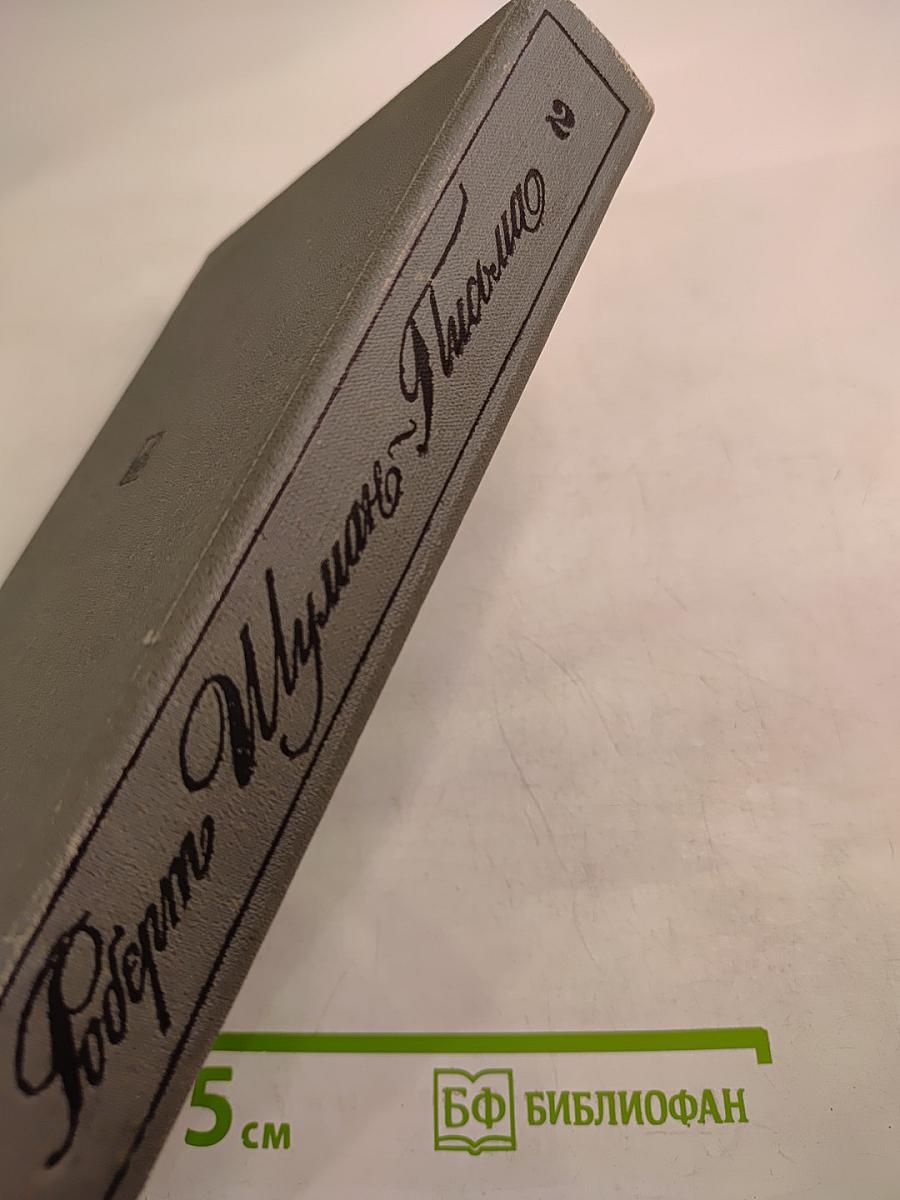 Роберт Шуман ~ Письма 2
5 см
БФ БИБЛИОФАН